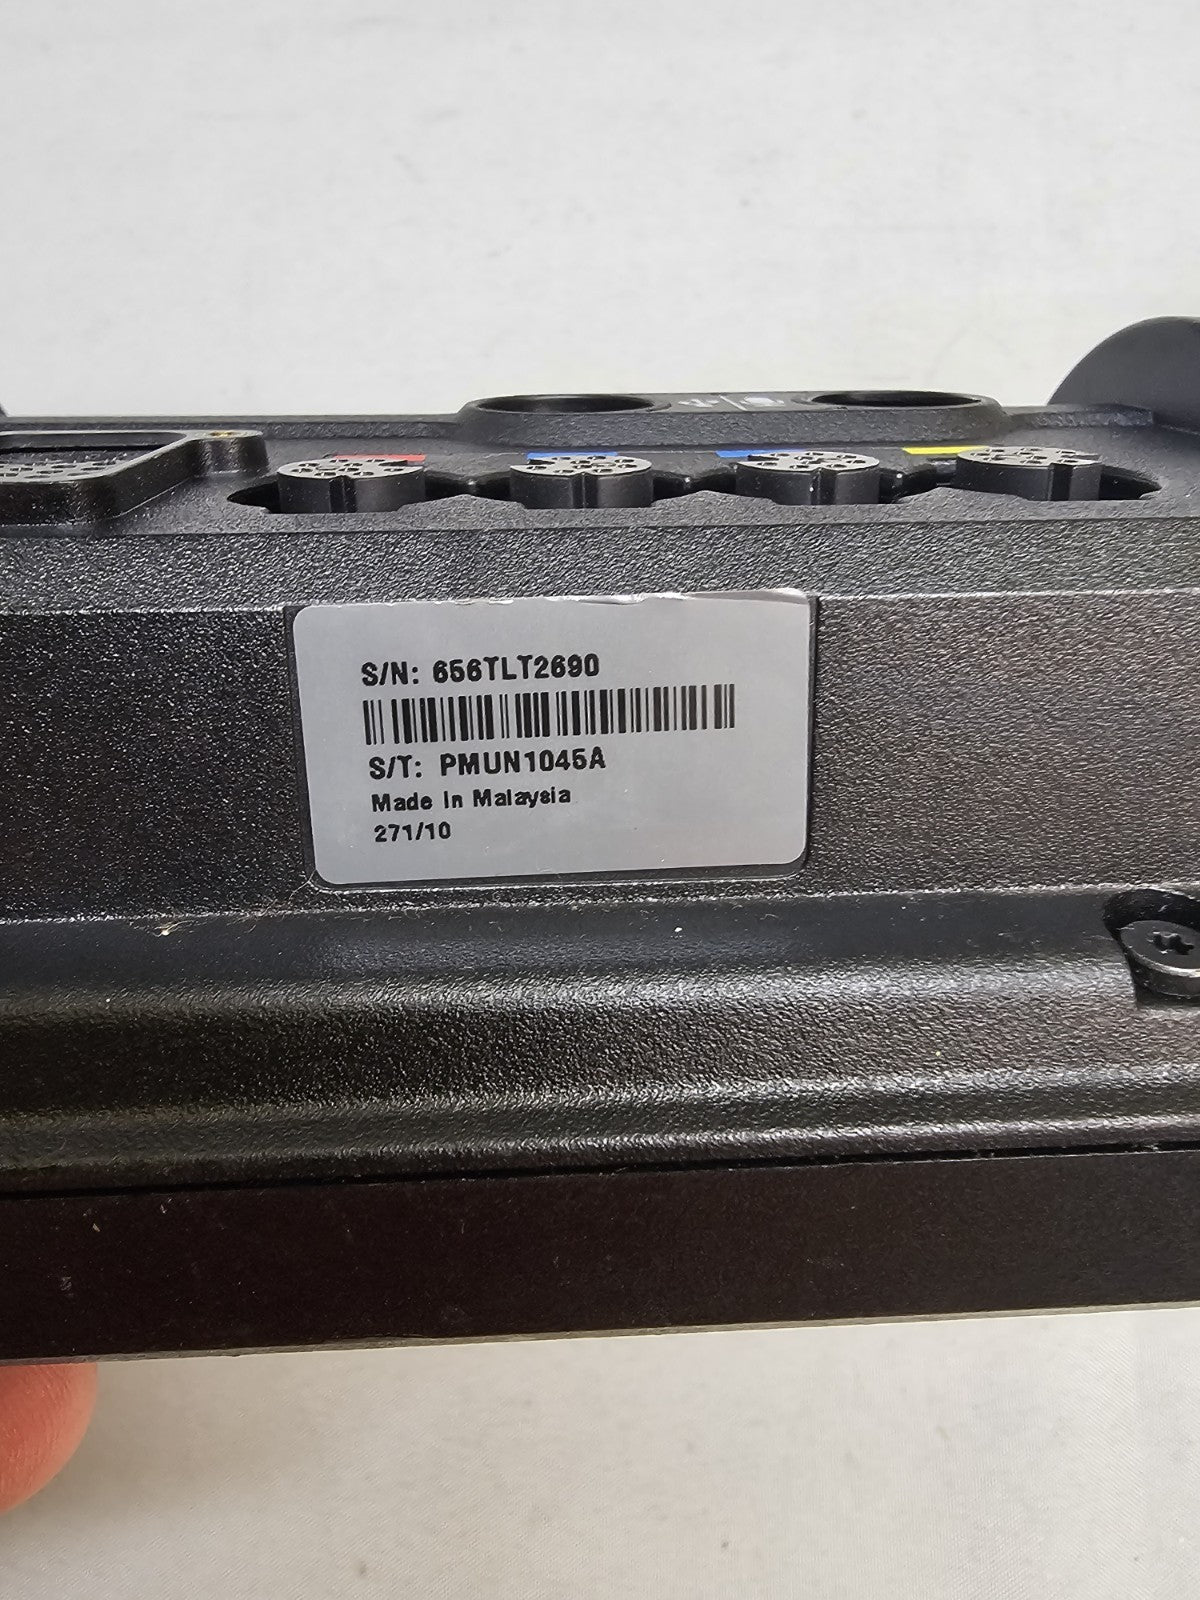 S/N: 656TLT2690
S/T: PMUN1045A
Made In Malaysia
271/10